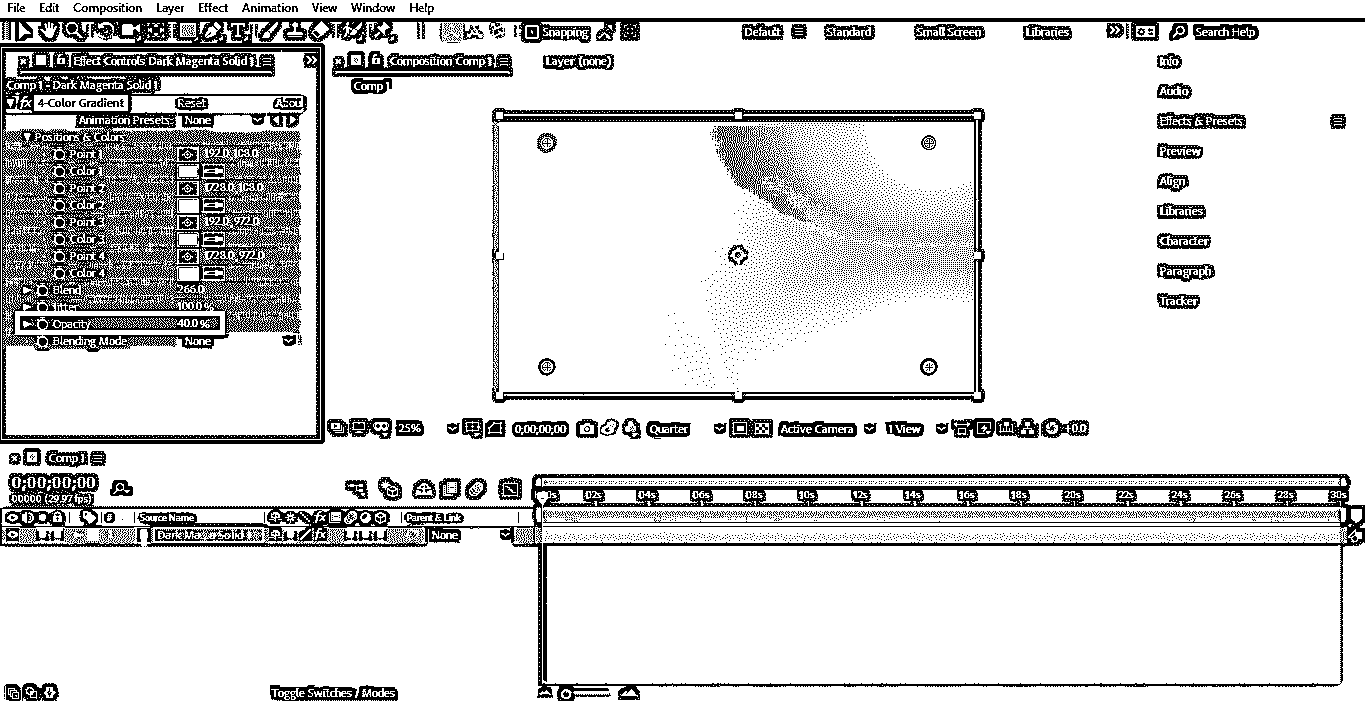 File Edit Composition Layer Effect Animation View Window Help
Snapping Default Standard Small Screen Libraries Search Help
Effect Controls Dark Magenta Solid 1
Composition Comp 1 Layer (none)
Info
Comp 1 - Dark Magenta Solid 1
Comp 1
Audio
fx 4-Color Gradient Reset Abou
Animation Presets: None
Effects & Presets
Positions & Colors
Point 1 192.0, 108.0
Preview
Color 1
Point 2 1728.0, 108.0
Align
Color 2
Libraries
Point 3 192.0, 972.0
Color 3
Character
Point 4 1728.0, 972.0
Color 4
Paragraph
Blend 266.0
Jitter 100.0 %
Tracker
Opacity 40.0 %
Blending Mode None
25% 0;00;00;00 Quarter Active Camera 1 View +0.0
Comp 1
0;00;00;00
00000 (29.97 fps)
0s 02s 04s 06s 08s 10s 12s 14s 16s 18s 20s 22s 24s 26s 28s 30s
# Source Name fx Parent & Link
Dark Magenta Solid 1 fx None
Toggle Switches / Modes